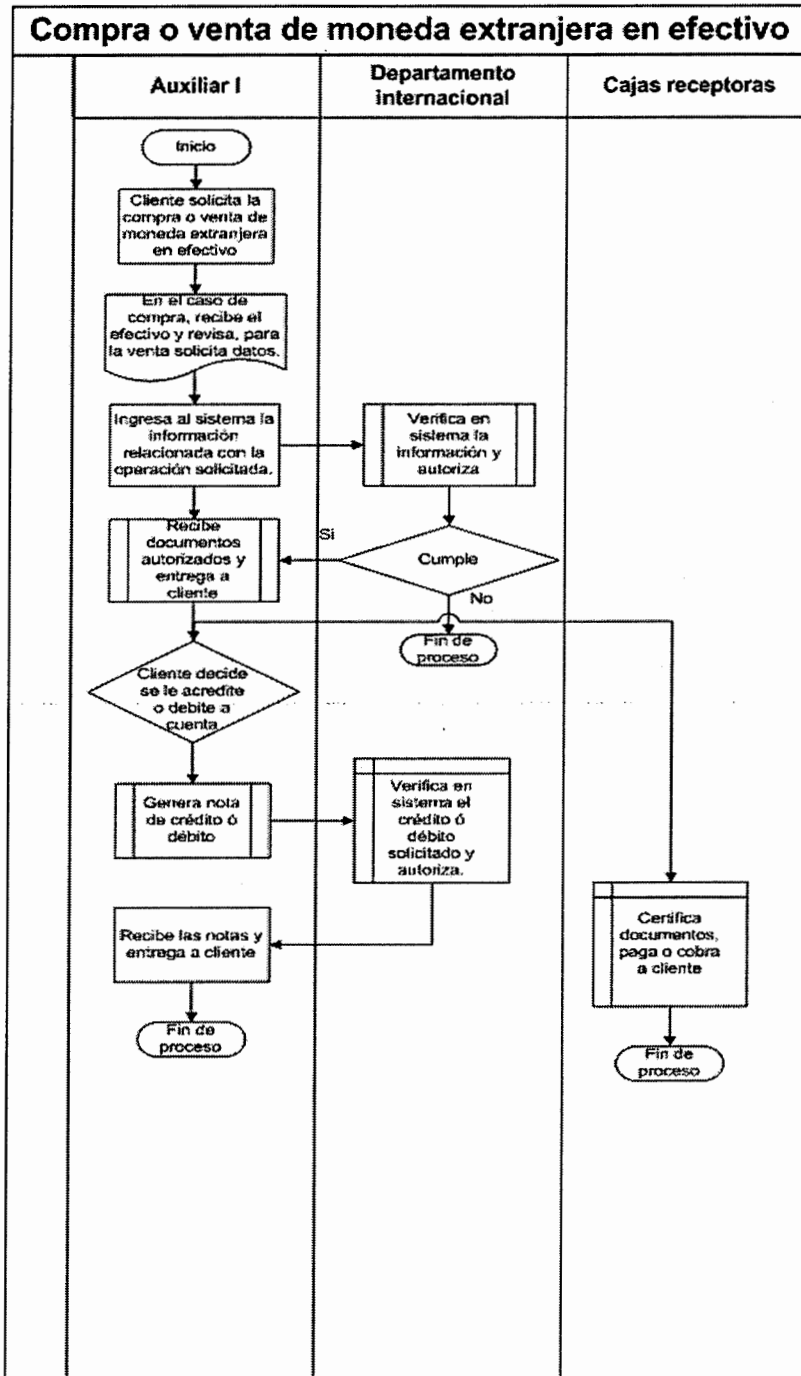 Compra o venta de moneda extranjera en efectivo
Auxiliar I
Departamento
internacional
Cajas receptoras
Inicio
Cliente solicita la
compra o venta de
moneda extranjera
en efectivo
En el caso de
compra, recibe el
efectivo y revisa, para
la venta solicita datos.
Ingresa al sistema la
información
relacionada con la
operación solicitada.
Verifica en
sistema la
información y
autoriza
Recibe
documentos
autorizados y
entrega a
cliente
Si
Cumple
No
Fin de
proceso
Cliente decide
se le acredite
o debite a
cuenta
Genera nota
de crédito ó
débito
Verifica en
sistema el
crédito ó
débito
solicitado y
autoriza.
Recibe las notas y
entrega a cliente
Certifica
documentos,
paga o cobra
a cliente
Fin de
proceso
Fin de
proceso